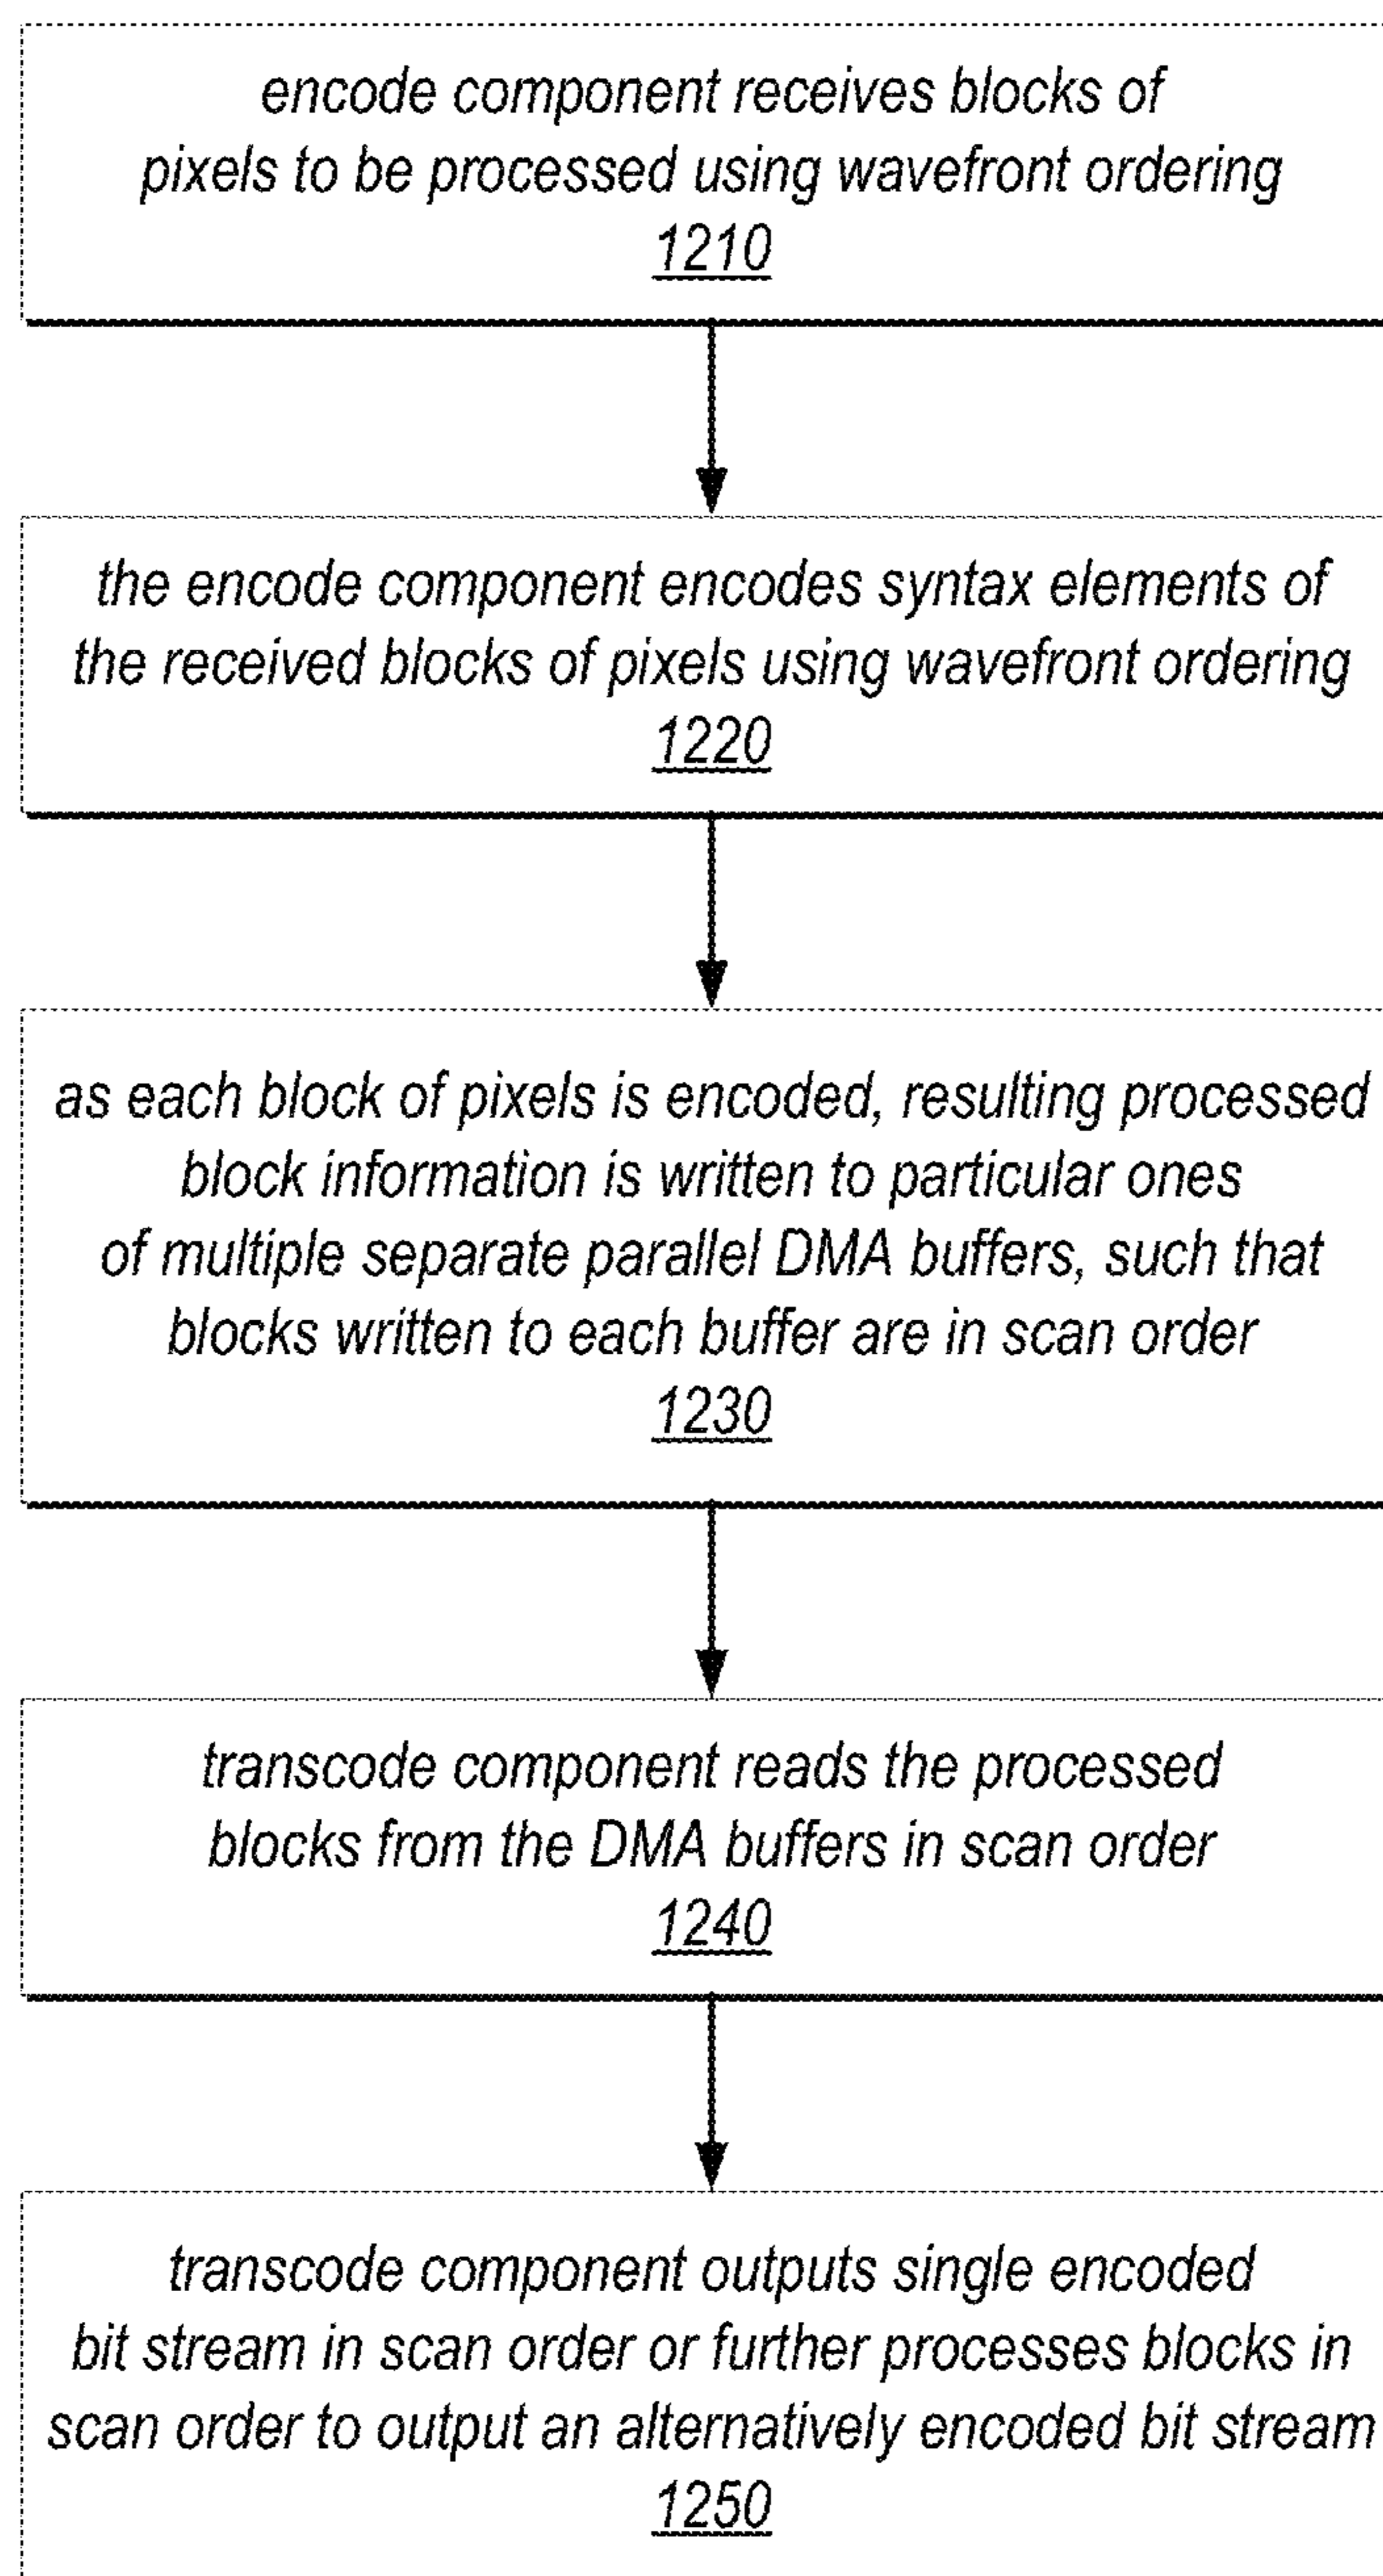 encode component receives blocks of
pixels to be processed using wavefront ordering
1210
the encode component encodes syntax elements of
the received blocks of pixels using wavefront ordering
1220
as each block of pixels is encoded, resulting processed
block information is written to particular ones
of multiple separate parallel DMA buffers, such that
blocks written to each buffer are in scan order
1230
transcode component reads the processed
blocks from the DMA buffers in scan order
1240
transcode component outputs single encoded
bit stream in scan order or further processes blocks in
scan order to output an alternatively encoded bit stream
1250